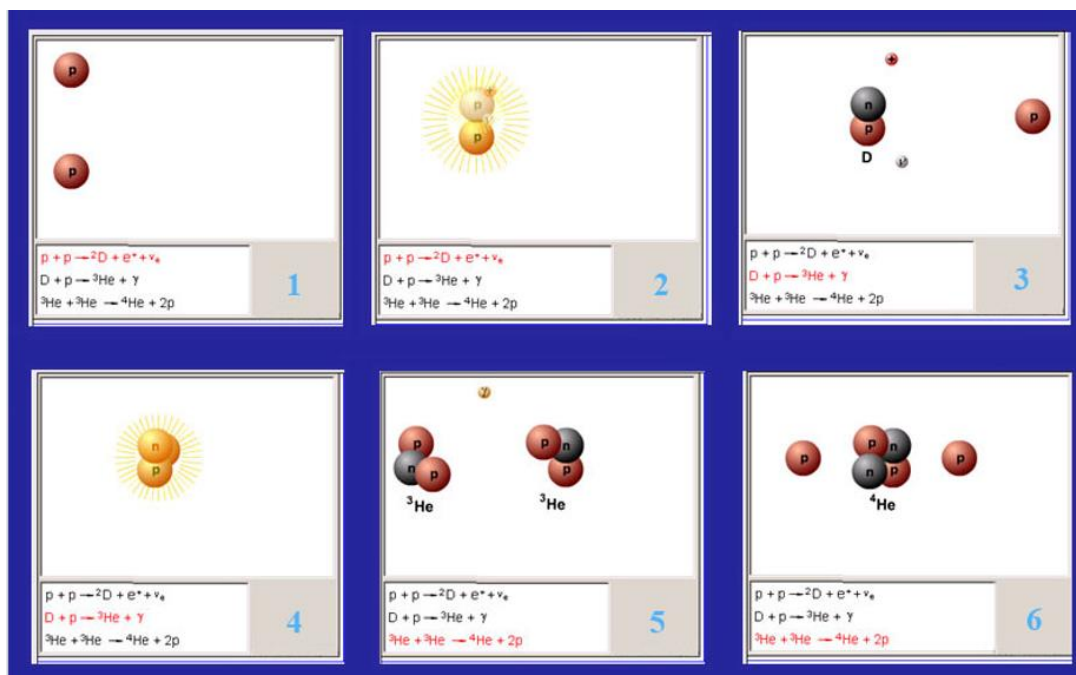 p
p
p + p → ²D + e⁺ + νₑ
D + p → ³He + γ
³He + ³He → ⁴He + 2p
1
p
+
ν
p
p + p → ²D + e⁺ + νₑ
D + p → ³He + γ
³He + ³He → ⁴He + 2p
2
+
n
p
p
D
ν
p + p → ²D + e⁺ + νₑ
D + p → ³He + γ
³He + ³He → ⁴He + 2p
3
n
p
p + p → ²D + e⁺ + νₑ
D + p → ³He + γ
³He + ³He → ⁴He + 2p
4
γ
p
n
p
³He
p
n
p
³He
p + p → ²D + e⁺ + νₑ
D + p → ³He + γ
³He + ³He → ⁴He + 2p
5
p
p
n
n
p
p
⁴He
p + p → ²D + e⁺ + νₑ
D + p → ³He + γ
³He + ³He → ⁴He + 2p
6